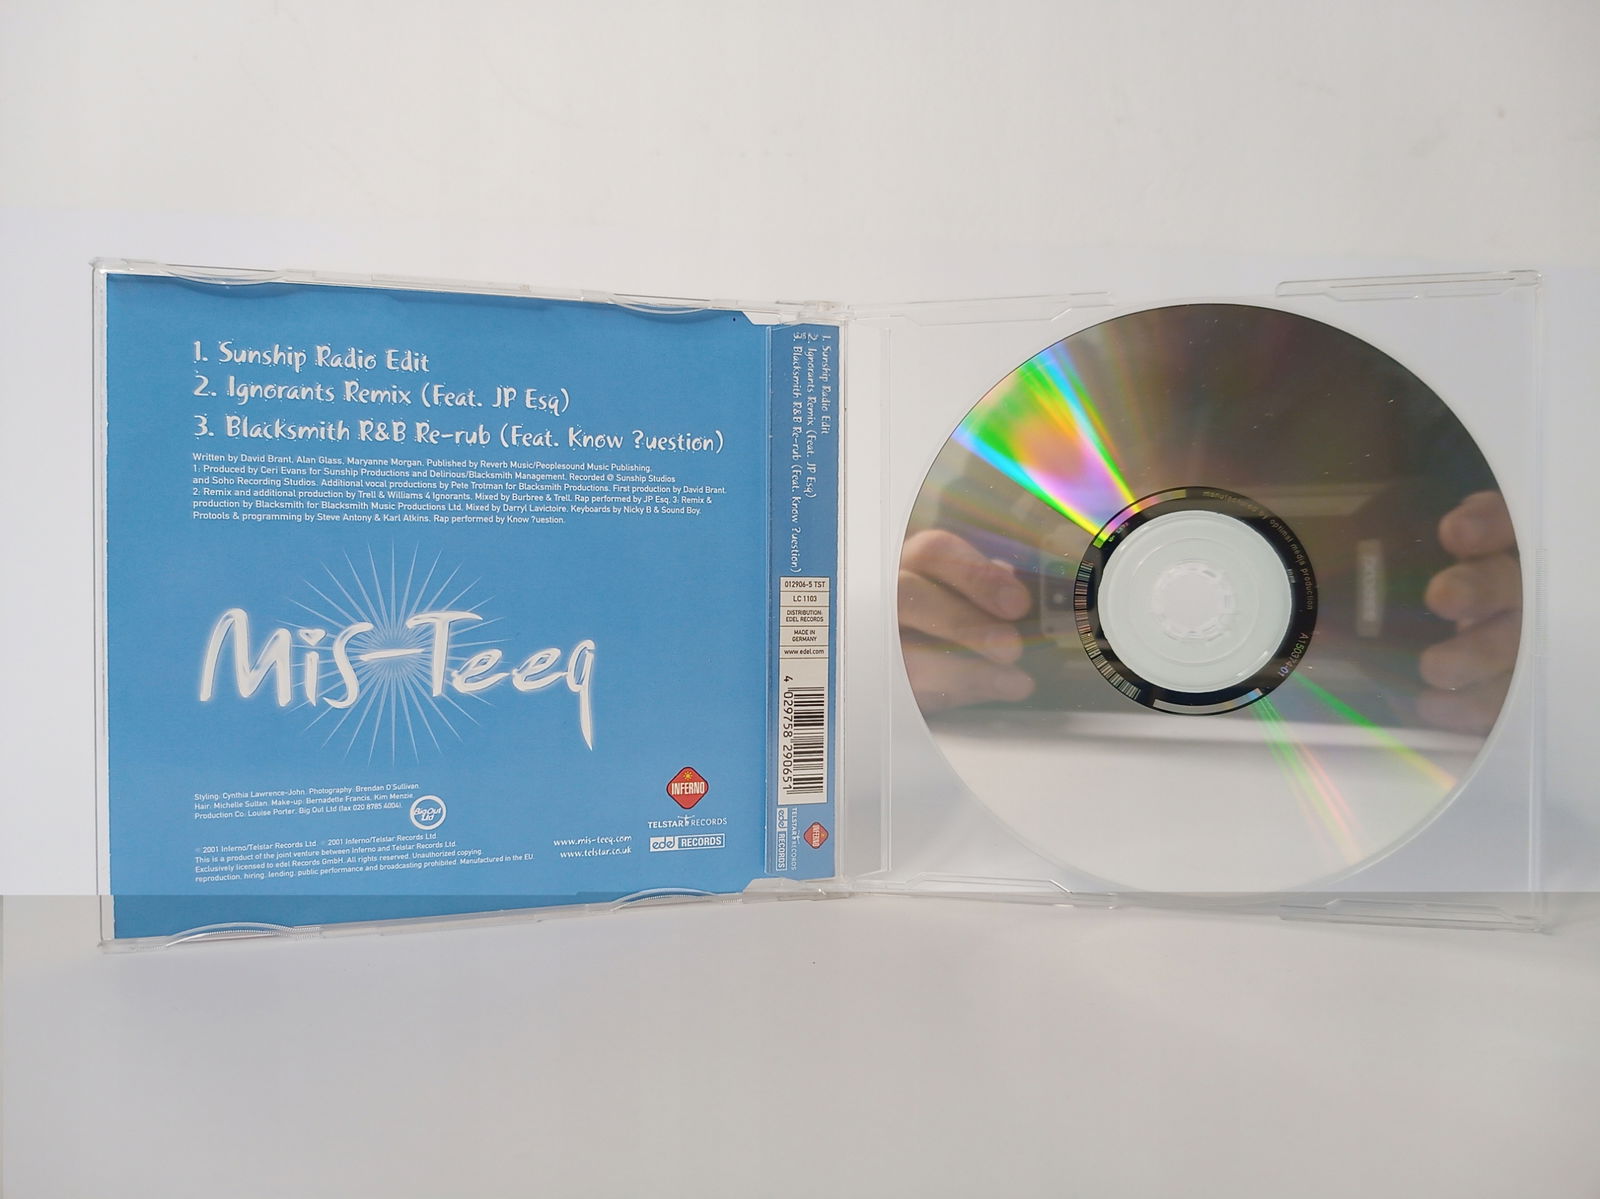 1. Sunship Radio Edit
2. Ignorants Remix (Feat. JP Esq)
3. Blacksmith R&B Re-rub (Feat. Know ?uestion)
Written by David Brant, Alan Glass, Maryanne Morgan. Published by Reverb Music/Peoplesound Music Publishing.
1: Produced by Ceri Evans for Sunship Productions and Delirious/Blacksmith Management. Recorded @ Sunship Studios
and Soho Recording Studios. Additional vocal productions by Pete Trotman for Blacksmith Productions. First production by David Brant.
2: Remix and additional production by Trell & Williams 4 Ignorants. Mixed by Burbree & Trell. Rap performed by JP Esq. 3: Remix &
production by Blacksmith for Blacksmith Music Productions Ltd. Mixed by Darryl Lavictoire. Keyboards by Nicky B & Sound Boy.
Protools & programming by Steve Antony & Karl Atkins. Rap performed by Know ?uestion.
Mis-Teeq
Styling: Cynthia Lawrence-John. Photography: Brendan O'Sullivan.
Hair: Michelle Sultan. Make-up: Bernadelle Francis, Kim Menzie.
Production Co. Louise Porter, Big Out Ltd (fax 020 8785 4004).
Big Out Ltd
℗ 2001 Inferno/Telstar Records Ltd. © 2001 Inferno/Telstar Records Ltd.
This is a product of the joint venture between Inferno and Telstar Records Ltd.
Exclusively licensed to edel Records GmbH. All rights reserved. Unauthorized copying,
reproduction, hiring, lending, public performance and broadcasting prohibited. Manufactured in the EU.
www.mis-teeq.com
www.telstar.co.uk
INFERNO
TELSTAR RECORDS
edel RECORDS
1. Sunship Radio Edit
2. Ignorants Remix (Feat. JP Esq)
3. Blacksmith R&B Re-rub (Feat. Know ?uestion)
012906-5 TST
LC 1103
DISTRIBUTION:
EDEL RECORDS
MADE IN
GERMANY
www.edel.com
4 029758 290651
INFERNO
TELSTAR RECORDS
edel RECORDS
manufactured by optimal media production
A150374-01